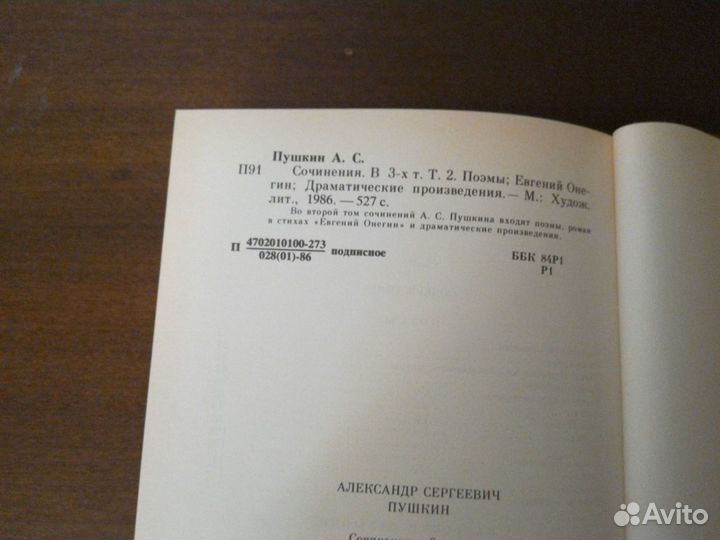 Пушкин А. С.
П91 Сочинения. В 3-х т. Т. 2. Поэмы; Евгений Оне-
гин; Драматические произведения. — М.: Худож.
лит., 1986. — 527 с.
Во второй том сочинений А. С. Пушкина входят поэмы, роман
в стихах «Евгений Онегин» и драматические произведения.
П 4702010100-273 подписное ББК 84Р1
028(01)-86 Р1
АЛЕКСАНДР СЕРГЕЕВИЧ
ПУШКИН
Avito